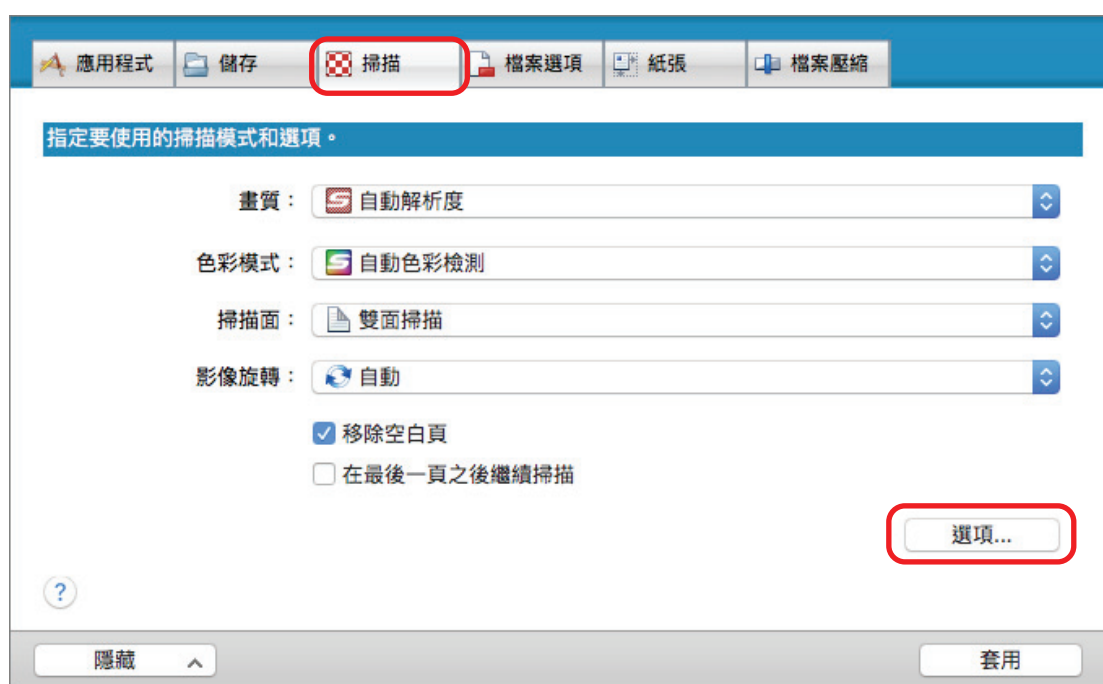 應用程式 儲存 掃描 檔案選項 紙張 檔案壓縮
指定要使用的掃描模式和選項。
畫質： 自動解析度
色彩模式： 自動色彩檢測
掃描面： 雙面掃描
影像旋轉： 自動
移除空白頁
在最後一頁之後繼續掃描
選項...
?
隱藏 套用